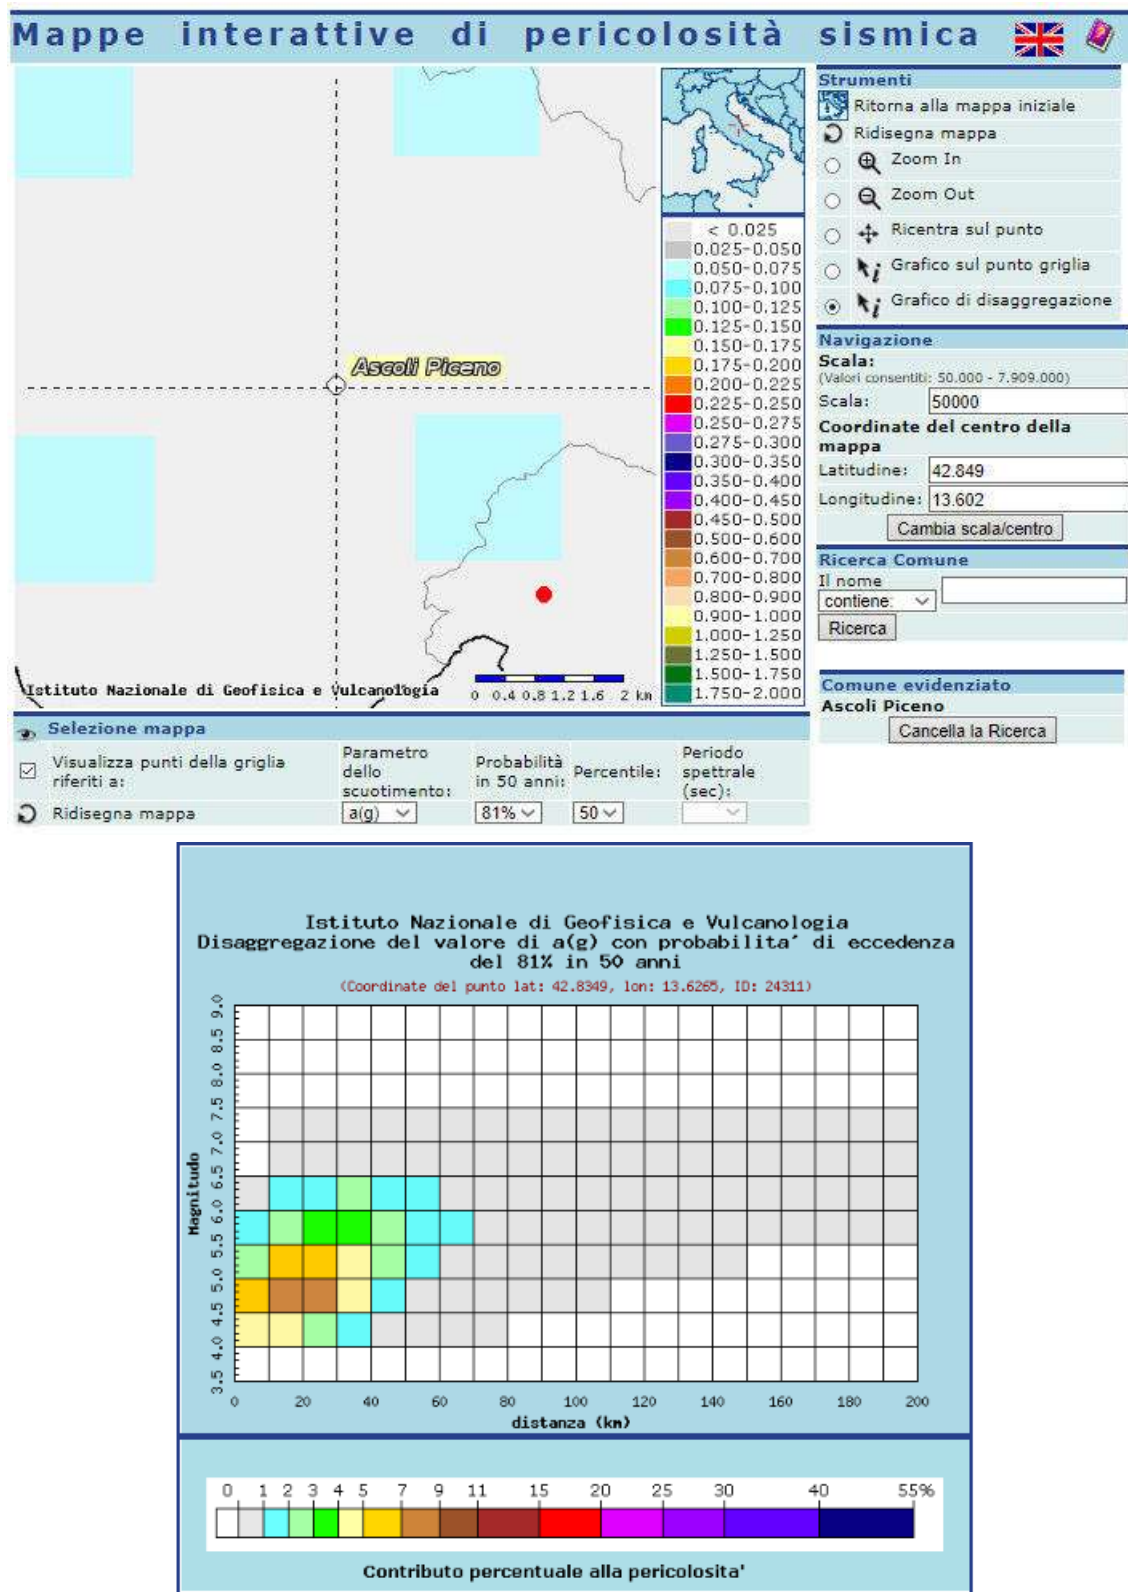 Mappe interattive di pericolosità sismica
Ascoli Piceno
Istituto Nazionale di Geofisica e Vulcanologia
0 0.4 0.8 1.2 1.6 2 km
< 0.025
0.025-0.050
0.050-0.075
0.075-0.100
0.100-0.125
0.125-0.150
0.150-0.175
0.175-0.200
0.200-0.225
0.225-0.250
0.250-0.275
0.275-0.300
0.300-0.350
0.350-0.400
0.400-0.450
0.450-0.500
0.500-0.600
0.600-0.700
0.700-0.800
0.800-0.900
0.900-1.000
1.000-1.250
1.250-1.500
1.500-1.750
1.750-2.000
Strumenti
Ritorna alla mappa iniziale
Ridisegna mappa
Zoom In
Zoom Out
Ricentra sul punto
Grafico sul punto griglia
Grafico di disaggregazione
Navigazione
Scala:
(Valori consentiti: 50.000 - 7.909.000)
Scala: 50000
Coordinate del centro della
mappa
Latitudine: 42.849
Longitudine: 13.602
Cambia scala/centro
Ricerca Comune
Il nome
contiene:
Ricerca
Comune evidenziato
Ascoli Piceno
Cancella la Ricerca
Selezione mappa
Visualizza punti della griglia
riferiti a:
Parametro
dello
scuotimento:
Probabilità
in 50 anni:
Percentile:
Periodo
spettrale
(sec):
Ridisegna mappa
a(g)
81%
50
Istituto Nazionale di Geofisica e Vulcanologia
Disaggregazione del valore di a(g) con probabilita' di eccedenza
del 81% in 50 anni
(Coordinate del punto lat: 42.8349, lon: 13.6265, ID: 24311)
Magnitudo
9.0
8.5
8.0
7.5
7.0
6.5
6.0
5.5
5.0
4.5
4.0
3.5
0 20 40 60 80 100 120 140 160 180 200
distanza (km)
0 1 2 3 4 5 7 9 11 15 20 25 30 40 55%
Contributo percentuale alla pericolosita'